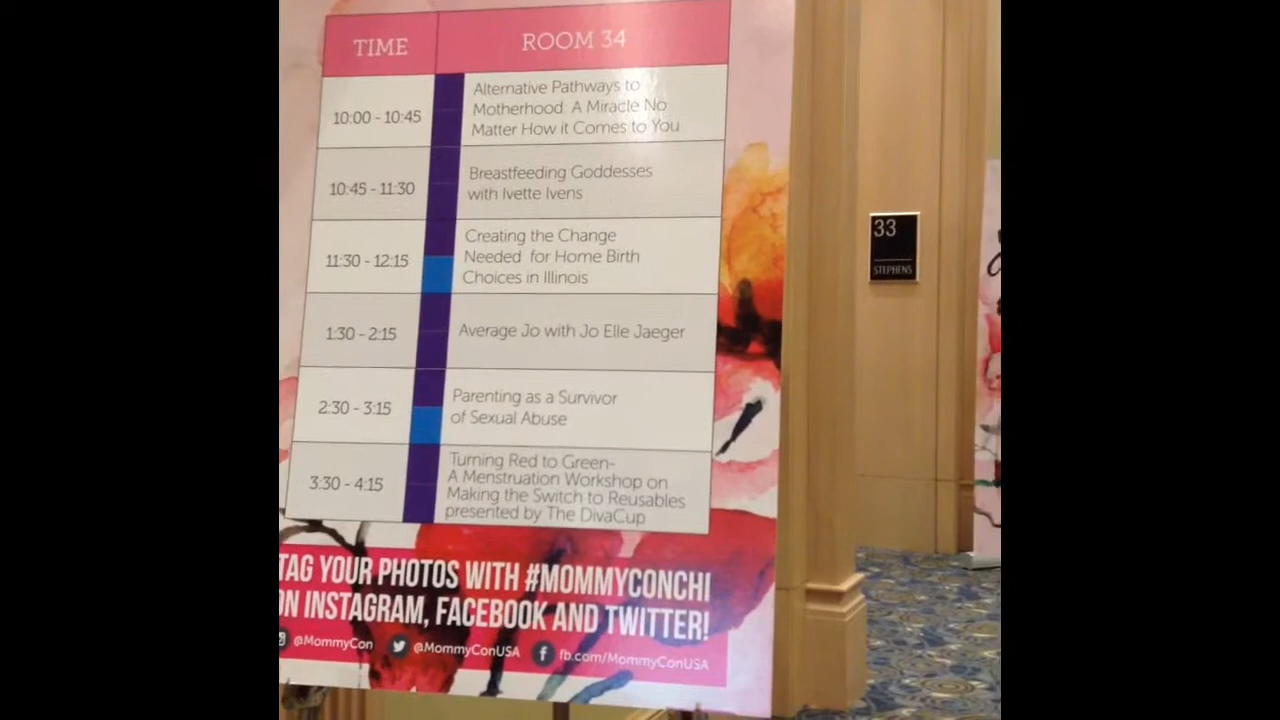 TIME ROOM 34
10:00 - 10:45
Alternative Pathways to
Motherhood: A Miracle No
Matter How it Comes to You
10:45 - 11:30
Breastfeeding Goddesses
with Ivette Ivens
11:30 - 12:15
Creating the Change
Needed for Home Birth
Choices in Illinois
1:30 - 2:15
Average Jo with Jo Elle Jaeger
2:30 - 3:15
Parenting as a Survivor
of Sexual Abuse
3:30 - 4:15
Turning Red to Green-
A Menstruation Workshop on
Making the Switch to Reusables
presented by The DivaCup
TAG YOUR PHOTOS WITH #MOMMYCONCHI
ON INSTAGRAM, FACEBOOK AND TWITTER!
@MommyCon @MommyConUSA fb.com/MommyConUSA
33
STEPHENS